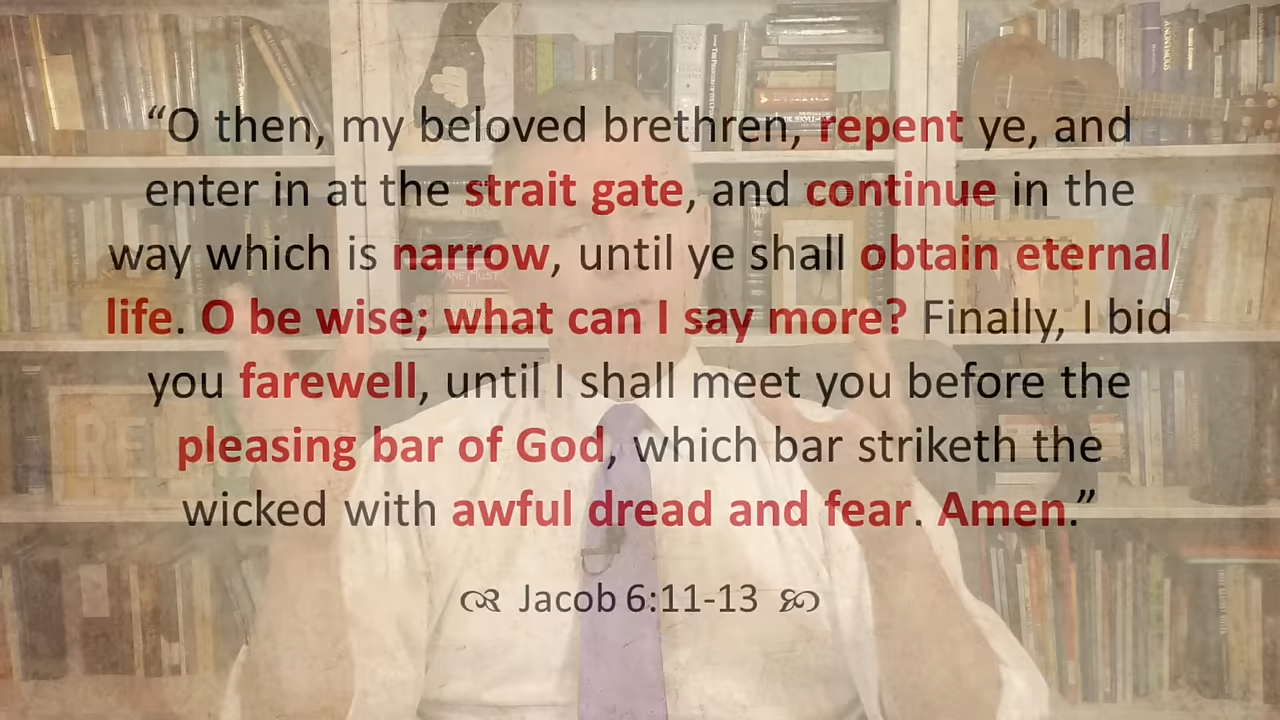 “O then, my beloved brethren, repent ye, and
enter in at the strait gate, and continue in the
way which is narrow, until ye shall obtain eternal
life. O be wise; what can I say more? Finally, I bid
you farewell, until I shall meet you before the
pleasing bar of God, which bar striketh the
wicked with awful dread and fear. Amen.”
Jacob 6:11-13